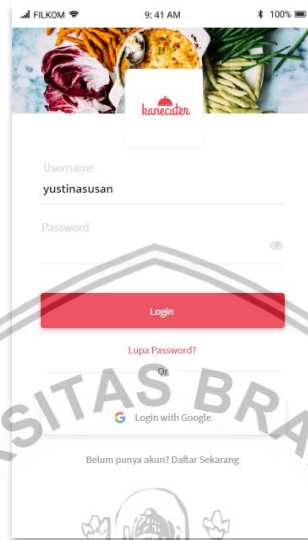 FILKOM 9: 41 AM 100%
kanecater
Username
yustinasusan
Password
Login
Lupa Password?
Or
SITAS BRA
G Login with Google
Belum punya akun? Daftar Sekarang